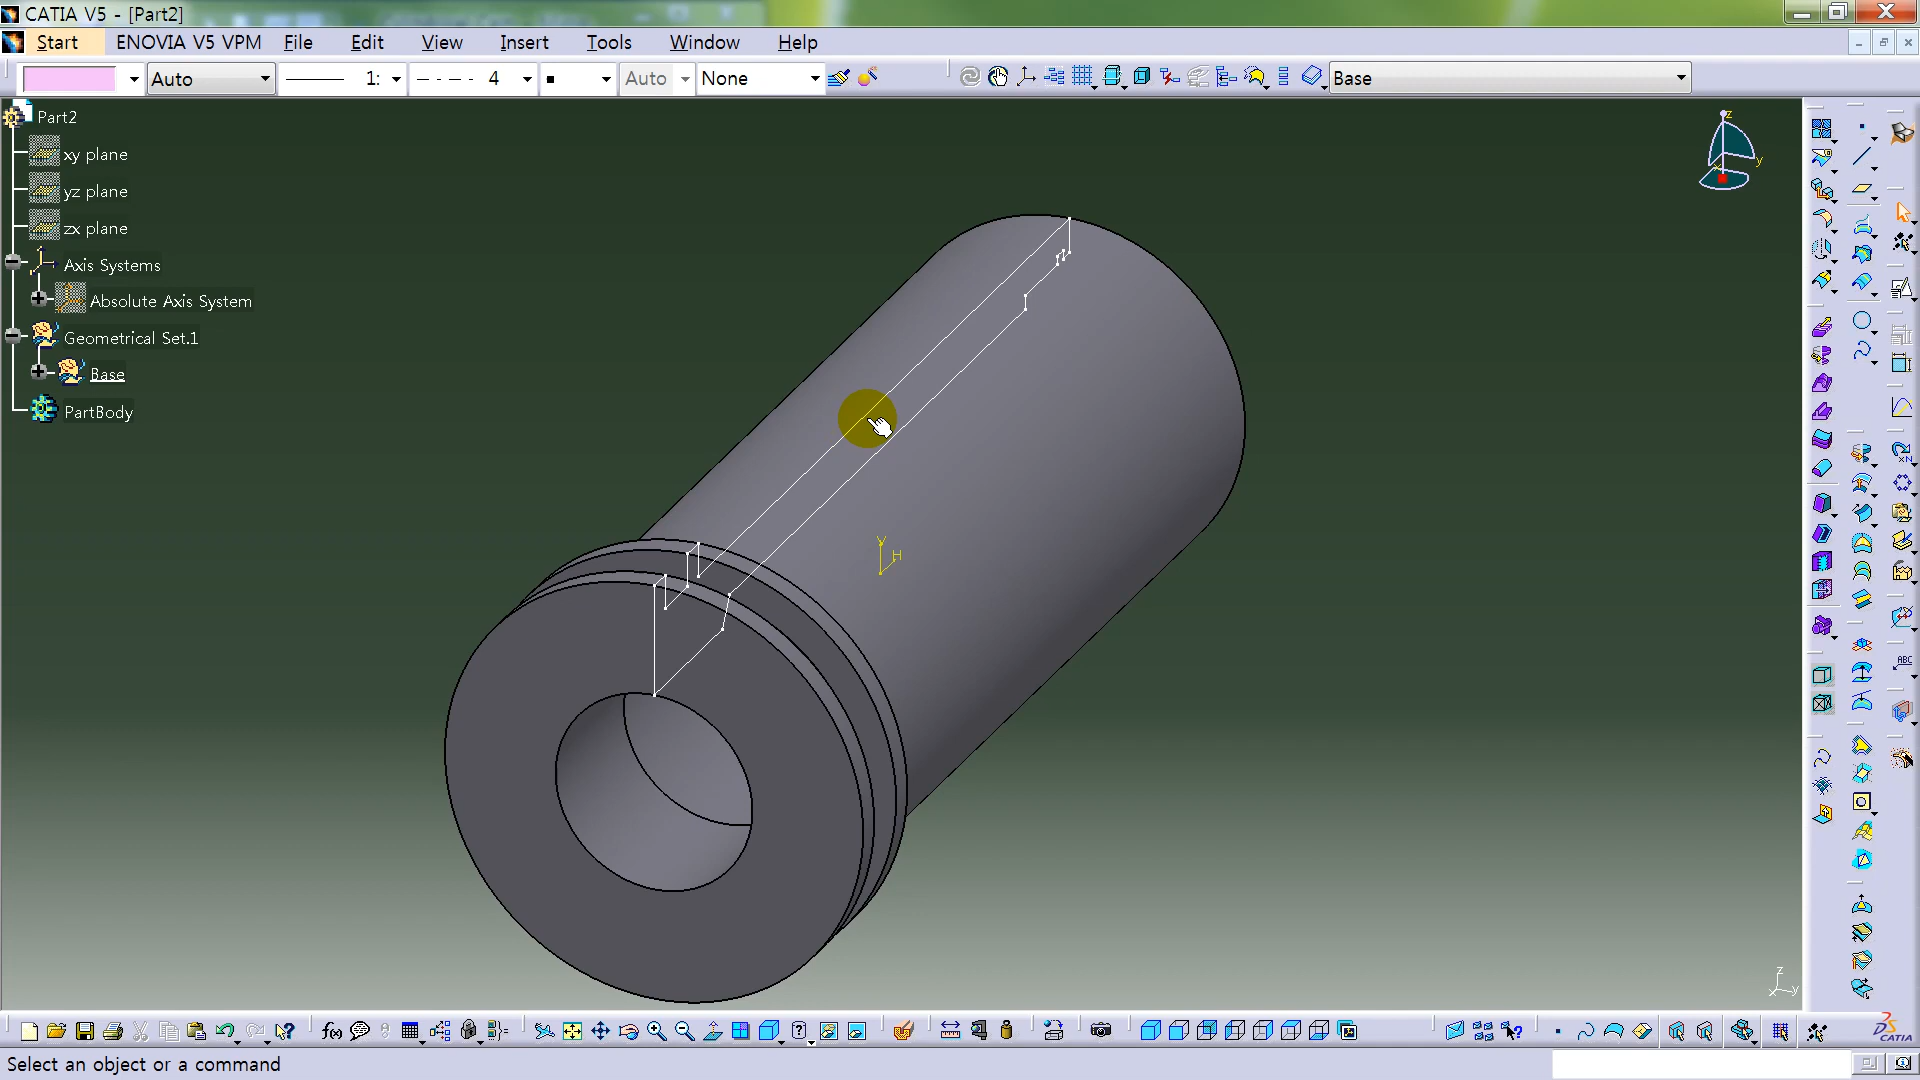 CATIA V5 - [Part2]
Start ENOVIA V5 VPM File Edit View Insert Tools Window Help
Auto 1: 4 Auto None Base
Part2
xy plane
yz plane
zx plane
Axis Systems
Absolute Axis System
Geometrical Set.1
Base
PartBody
z
y
x
V
H
z
x y
ABC
f(x)
CATIA
Select an object or a command